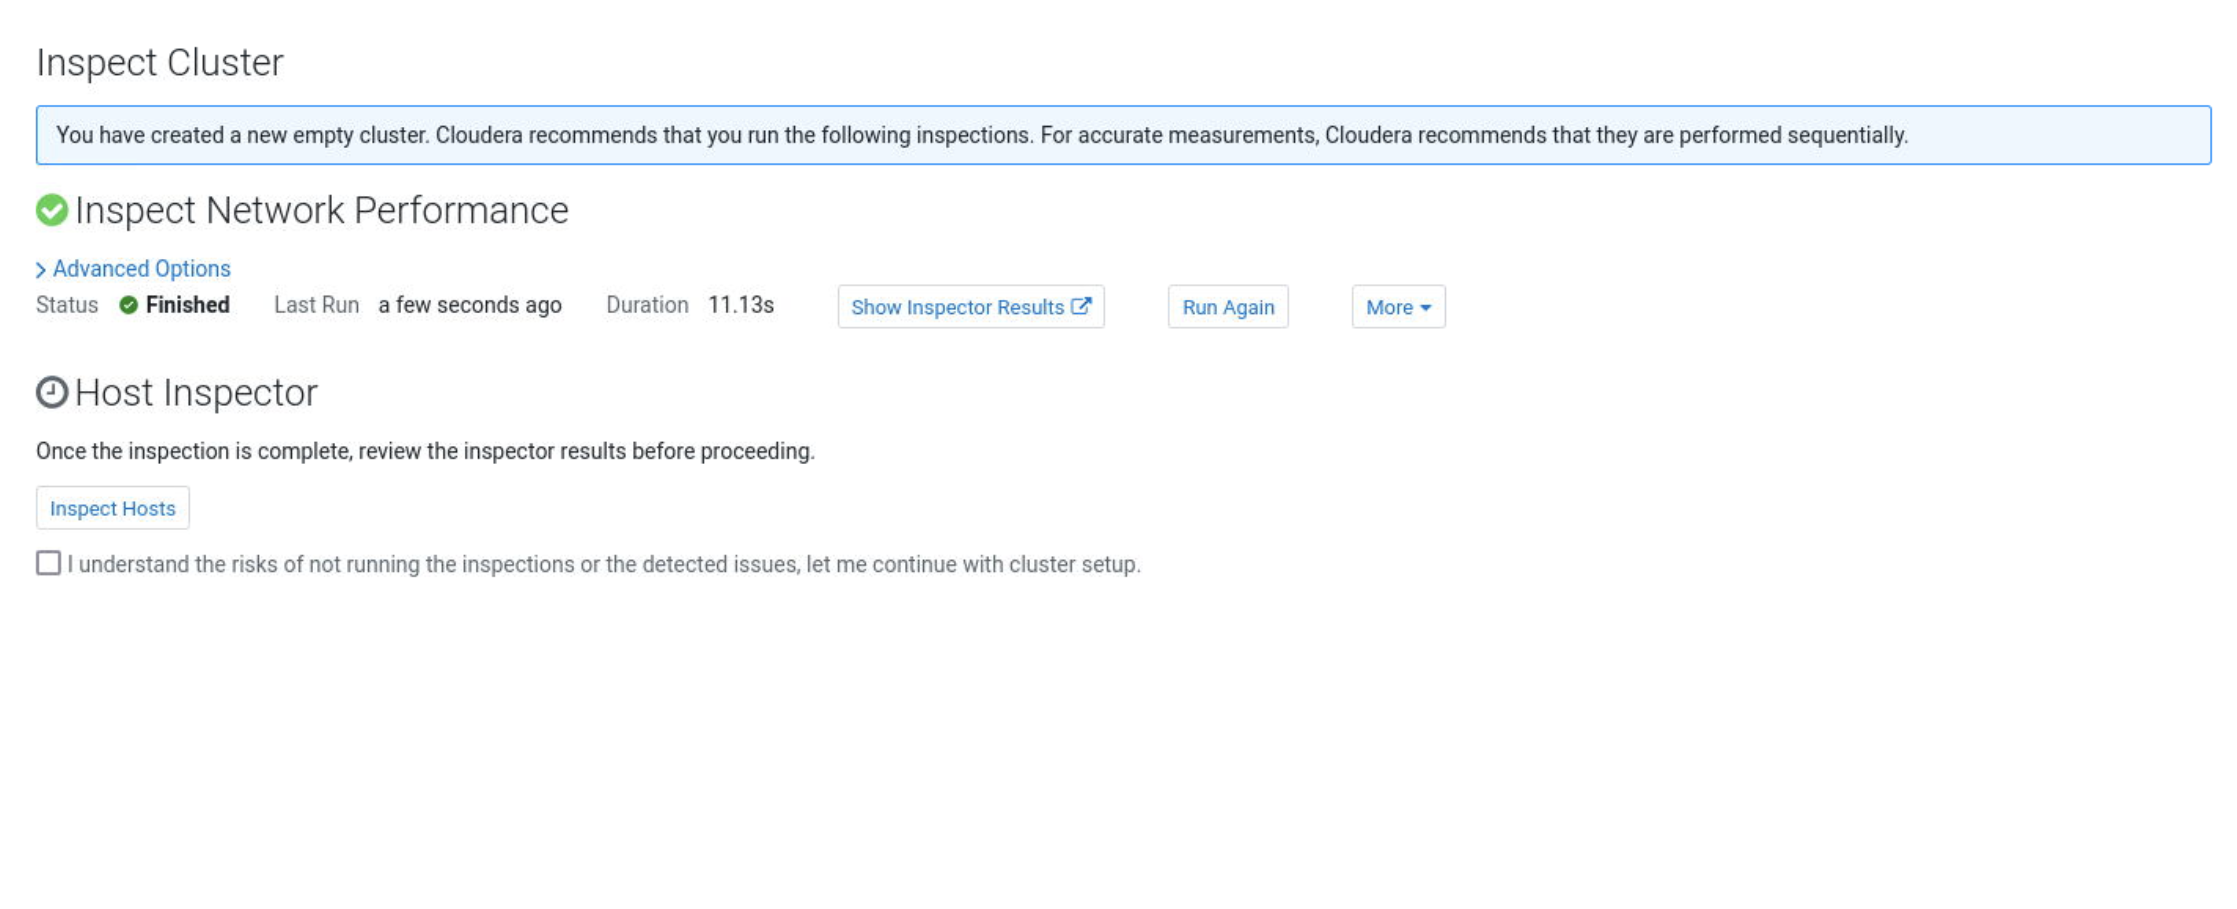 Inspect Cluster
You have created a new empty cluster. Cloudera recommends that you run the following inspections. For accurate measurements, Cloudera recommends that they are performed sequentially.
Inspect Network Performance
Advanced Options
Status Finished Last Run a few seconds ago Duration 11.13s Show Inspector Results Run Again More
Host Inspector
Once the inspection is complete, review the inspector results before proceeding.
Inspect Hosts
I understand the risks of not running the inspections or the detected issues, let me continue with cluster setup.